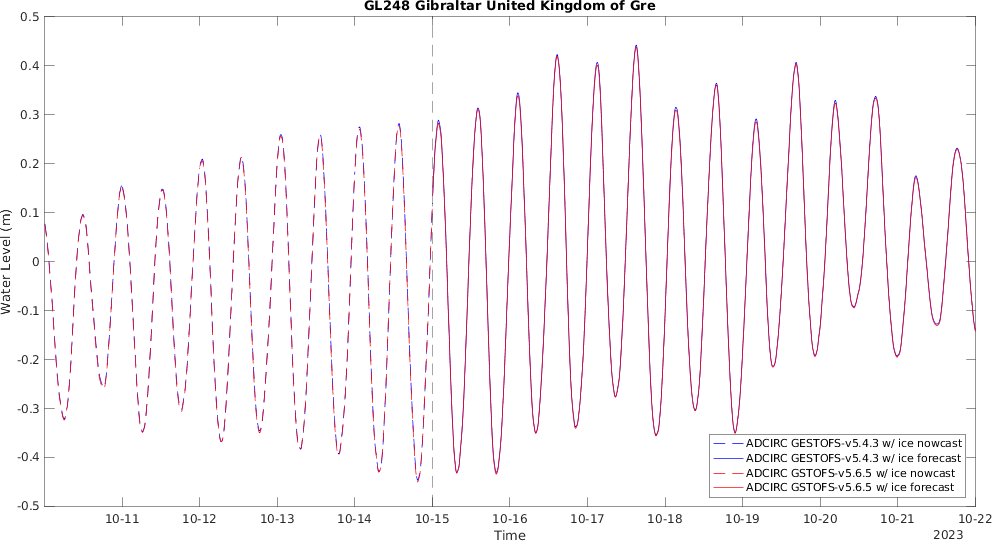 GL248 Gibraltar United Kingdom of Gre
0.5
0.4
0.3
0.2
0.1
0
-0.1
-0.2
-0.3
-0.4
-0.5
Water Level (m)
ADCIRC GESTOFS-v5.4.3 w/ ice nowcast
ADCIRC GESTOFS-v5.4.3 w/ ice forecast
ADCIRC GSTOFS-v5.6.5 w/ ice nowcast
ADCIRC GSTOFS-v5.6.5 w/ ice forecast
10-11 10-12 10-13 10-14 10-15 10-16 10-17 10-18 10-19 10-20 10-21 10-22
Time
2023